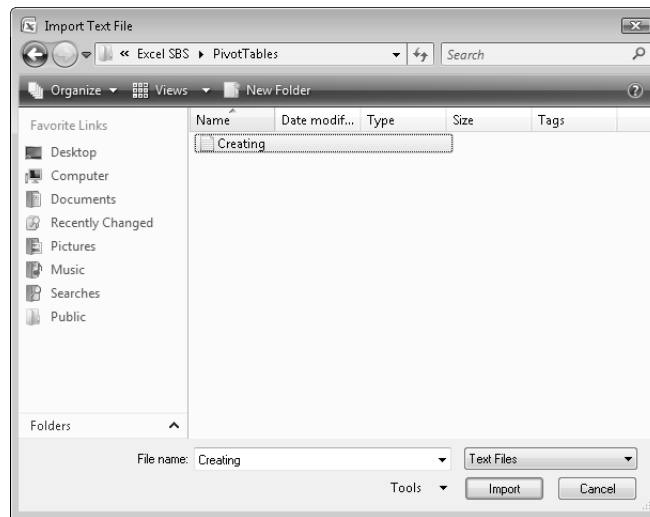 Import Text File
« Excel SBS ▸ PivotTables Search
Organize Views New Folder
Favorite Links
Name Date modif... Type Size Tags
Creating
Desktop
Computer
Documents
Recently Changed
Pictures
Music
Searches
Public
Folders
File name: Creating Text Files
Tools Import Cancel